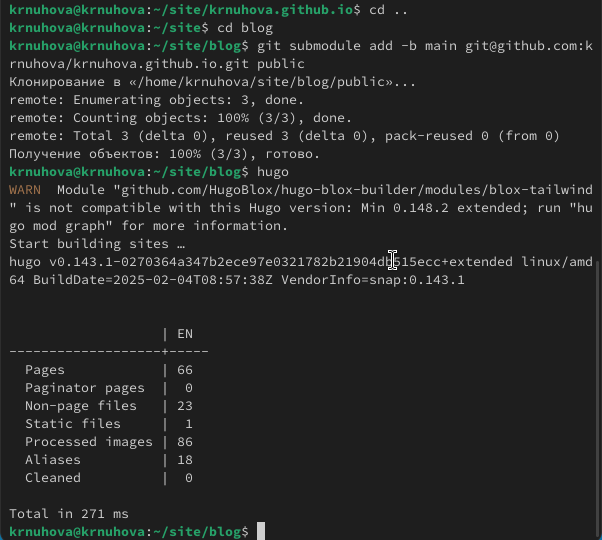 krnuhova@krnuhova:~/site/krnuhova.github.io$ cd ..
krnuhova@krnuhova:~/site$ cd blog
krnuhova@krnuhova:~/site/blog$ git submodule add -b main git@github.com:k
rnuhova/krnuhova.github.io.git public
Клонирование в «/home/krnuhova/site/blog/public»...
remote: Enumerating objects: 3, done.
remote: Counting objects: 100% (3/3), done.
remote: Total 3 (delta 0), reused 3 (delta 0), pack-reused 0 (from 0)
Получение объектов: 100% (3/3), готово.
krnuhova@krnuhova:~/site/blog$ hugo
WARN  Module "github.com/HugoBlox/hugo-blox-builder/modules/blox-tailwind
" is not compatible with this Hugo version: Min 0.148.2 extended; run "hu
go mod graph" for more information.
Start building sites …
hugo v0.143.1-0270364a347b2ece97e0321782b21904db515ecc+extended linux/amd
64 BuildDate=2025-02-04T08:57:38Z VendorInfo=snap:0.143.1
                   | EN
-------------------+-----
  Pages            | 66
  Paginator pages  |  0
  Non-page files   | 23
  Static files     |  1
  Processed images | 86
  Aliases          | 18
  Cleaned          |  0
Total in 271 ms
krnuhova@krnuhova:~/site/blog$